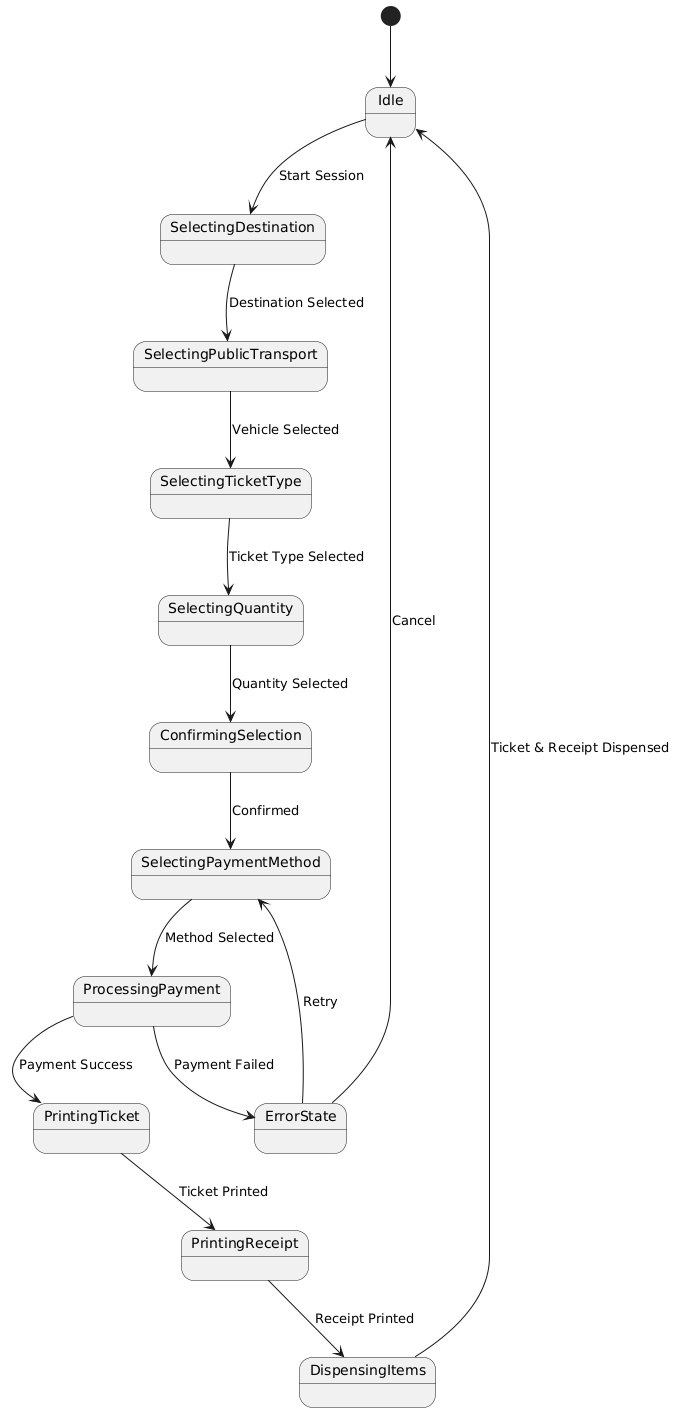 Idle
Start Session
SelectingDestination
Destination Selected
SelectingPublicTransport
Vehicle Selected
SelectingTicketType
Ticket Type Selected
SelectingQuantity
Cancel
Quantity Selected
ConfirmingSelection
Ticket & Receipt Dispensed
Confirmed
SelectingPaymentMethod
Method Selected
ProcessingPayment
Retry
Payment Success
Payment Failed
PrintingTicket
ErrorState
Ticket Printed
PrintingReceipt
Receipt Printed
DispensingItems